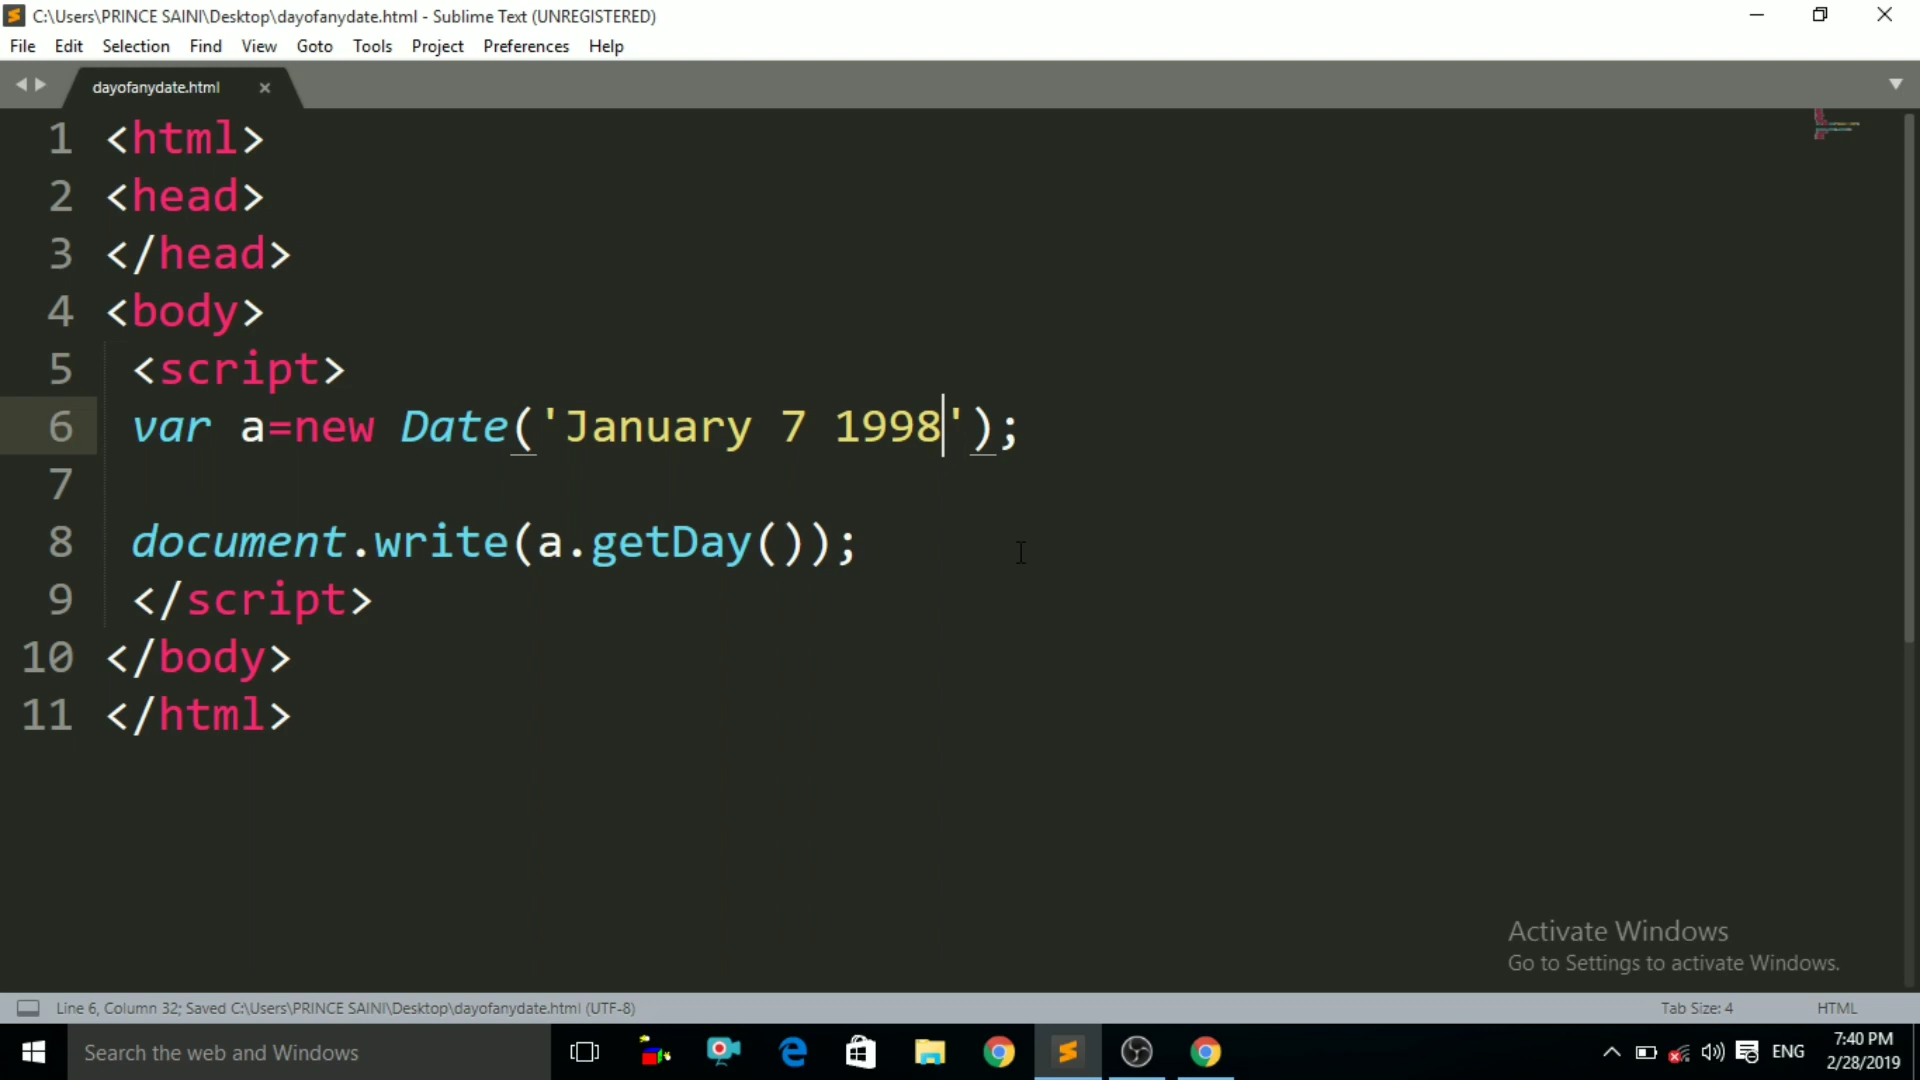 C:\Users\PRINCE SAINI\Desktop\dayofanydate.html - Sublime Text (UNREGISTERED)
File Edit Selection Find View Goto Tools Project Preferences Help
dayofanydate.html
1 <html>
2 <head>
3 </head>
4 <body>
5 <script>
6 var a=new Date('January 7 1998');
7
8 document.write(a.getDay());
9 </script>
10 </body>
11 </html>
Activate Windows
Go to Settings to activate Windows.
Line 6, Column 32; Saved C:\Users\PRINCE SAINI\Desktop\dayofanydate.html (UTF-8) Tab Size: 4 HTML
Search the web and Windows ENG 7:40 PM
2/28/2019